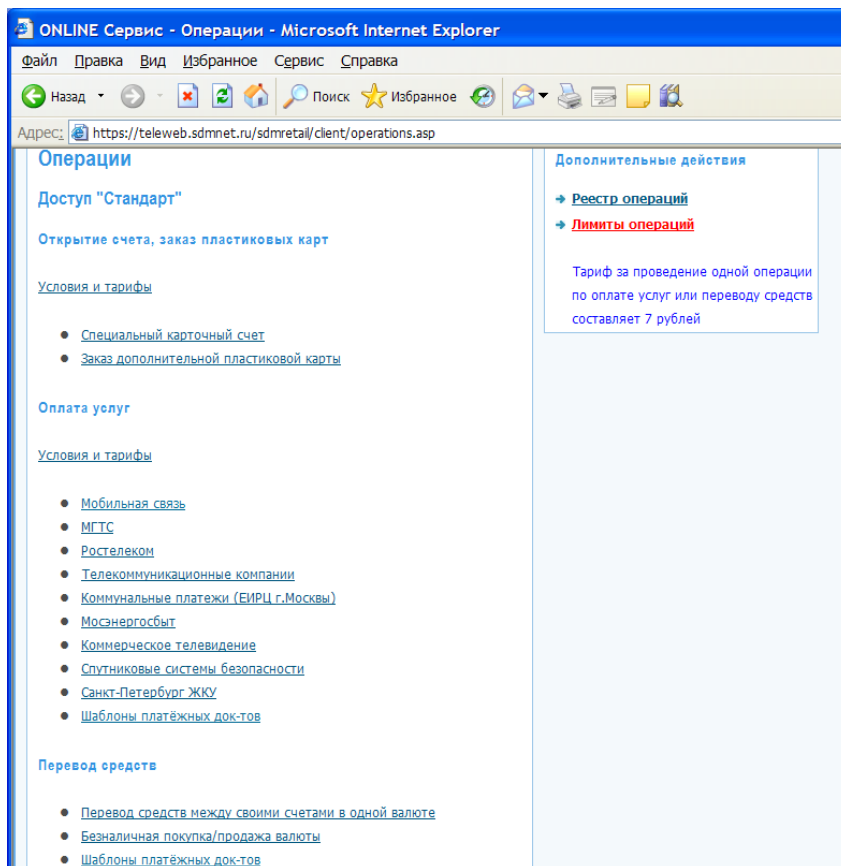 ONLINE Сервис - Операции - Microsoft Internet Explorer
Файл Правка Вид Избранное Сервис Справка
Назад Поиск Избранное
Адрес: https://teleweb.sdmnet.ru/sdmretail/client/operations.asp
Операции
Доступ "Стандарт"
Открытие счета, заказ пластиковых карт
Условия и тарифы
Специальный карточный счет
Заказ дополнительной пластиковой карты
Оплата услуг
Условия и тарифы
Мобильная связь
МГТС
Ростелеком
Телекоммуникационные компании
Коммунальные платежи (ЕИРЦ г.Москвы)
Мосэнергосбыт
Коммерческое телевидение
Спутниковые системы безопасности
Санкт-Петербург ЖКУ
Шаблоны платёжных док-тов
Перевод средств
Перевод средств между своими счетами в одной валюте
Безналичная покупка/продажа валюты
Шаблоны платёжных док-тов
Дополнительные действия
Реестр операций
Лимиты операций
Тариф за проведение одной операции
по оплате услуг или переводу средств
составляет 7 рублей